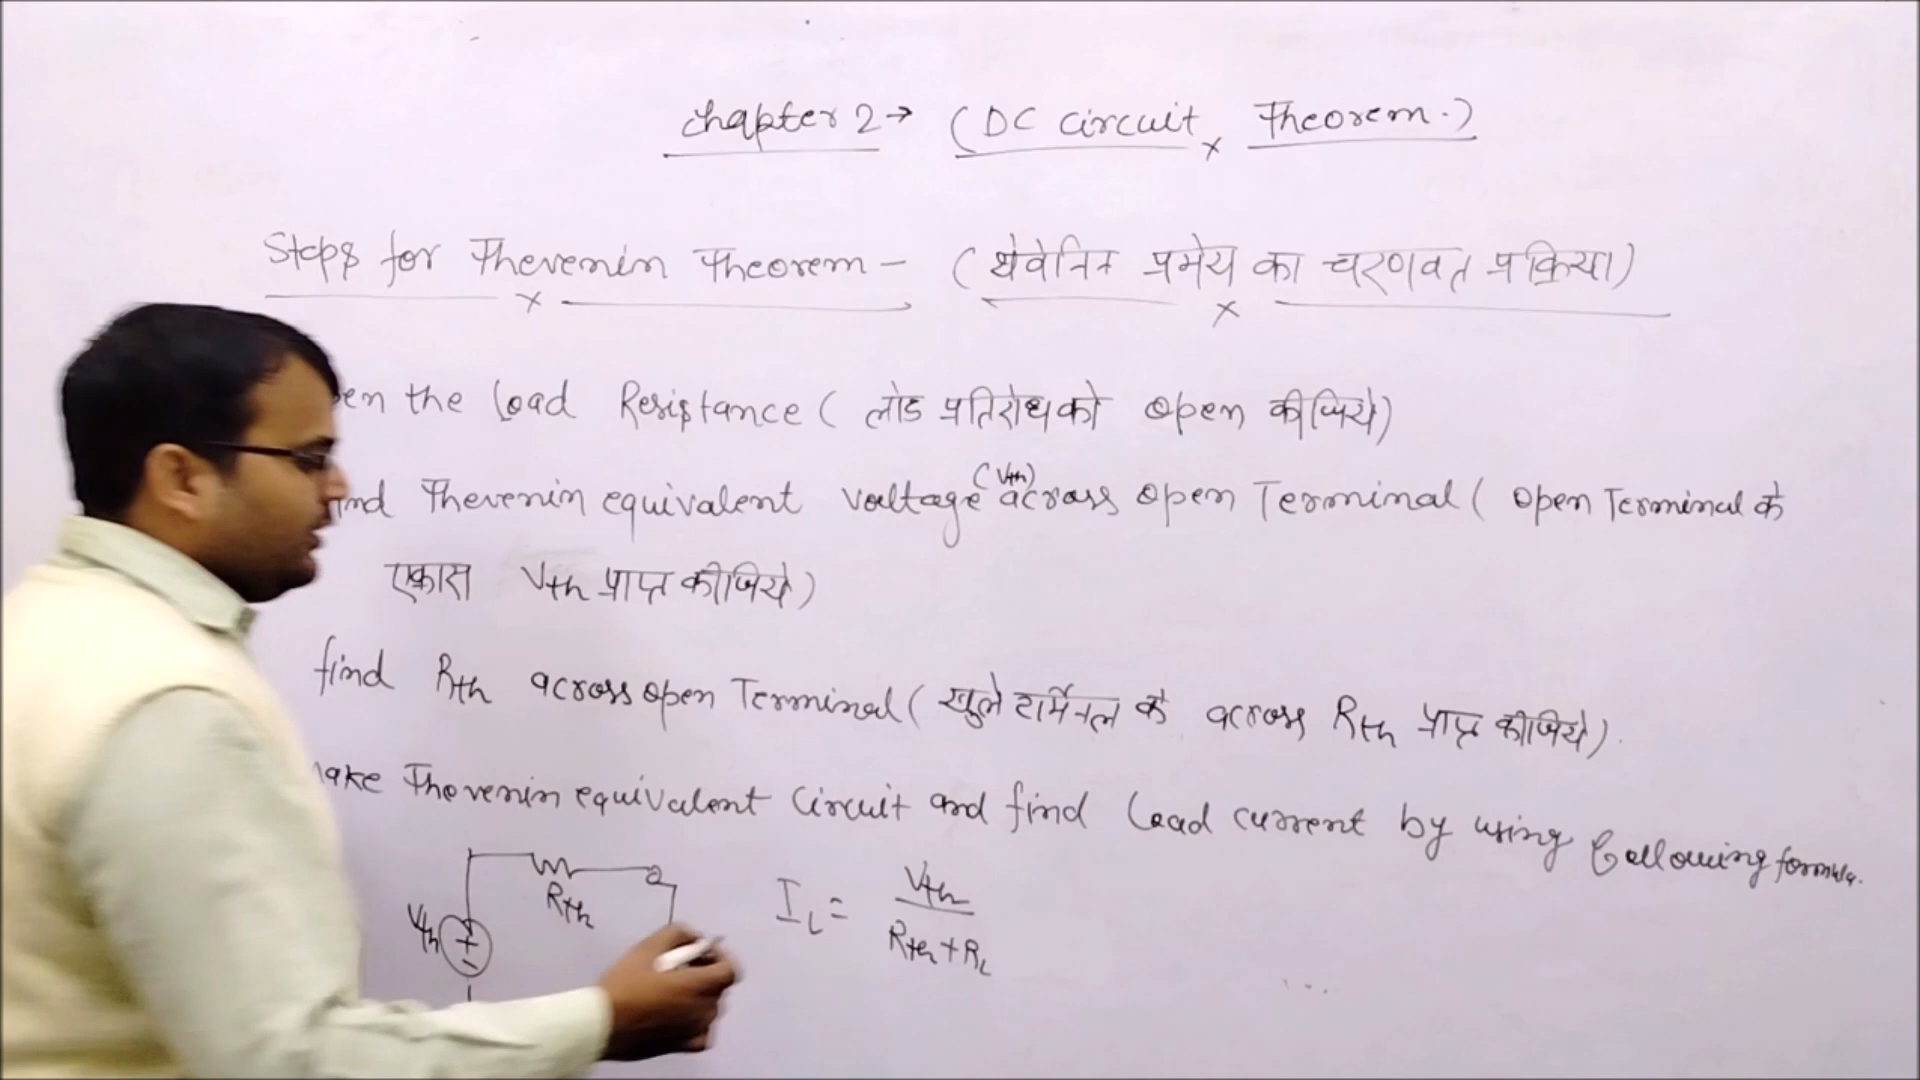 Chapter 2 → (DC Circuit Theorem.)
Steps for Thevenin Theorem – (थेवेनिन प्रमेय का चरणवत प्रक्रिया)
en the Load Resistance ( लोड प्रतिरोध को open कीजिये)
ind Thevenin equivalent voltage (Vth) across open Terminal ( open Terminal के
एक्रास Vth प्राप्त कीजिये)
find Rth across open Terminal ( खुले टर्मिनल के across Rth प्राप्त कीजिये).
ake Thevenin equivalent Circuit and find Load current by using following formula.
Rth
Vth
+
-
IL = Vth / Rth + RL